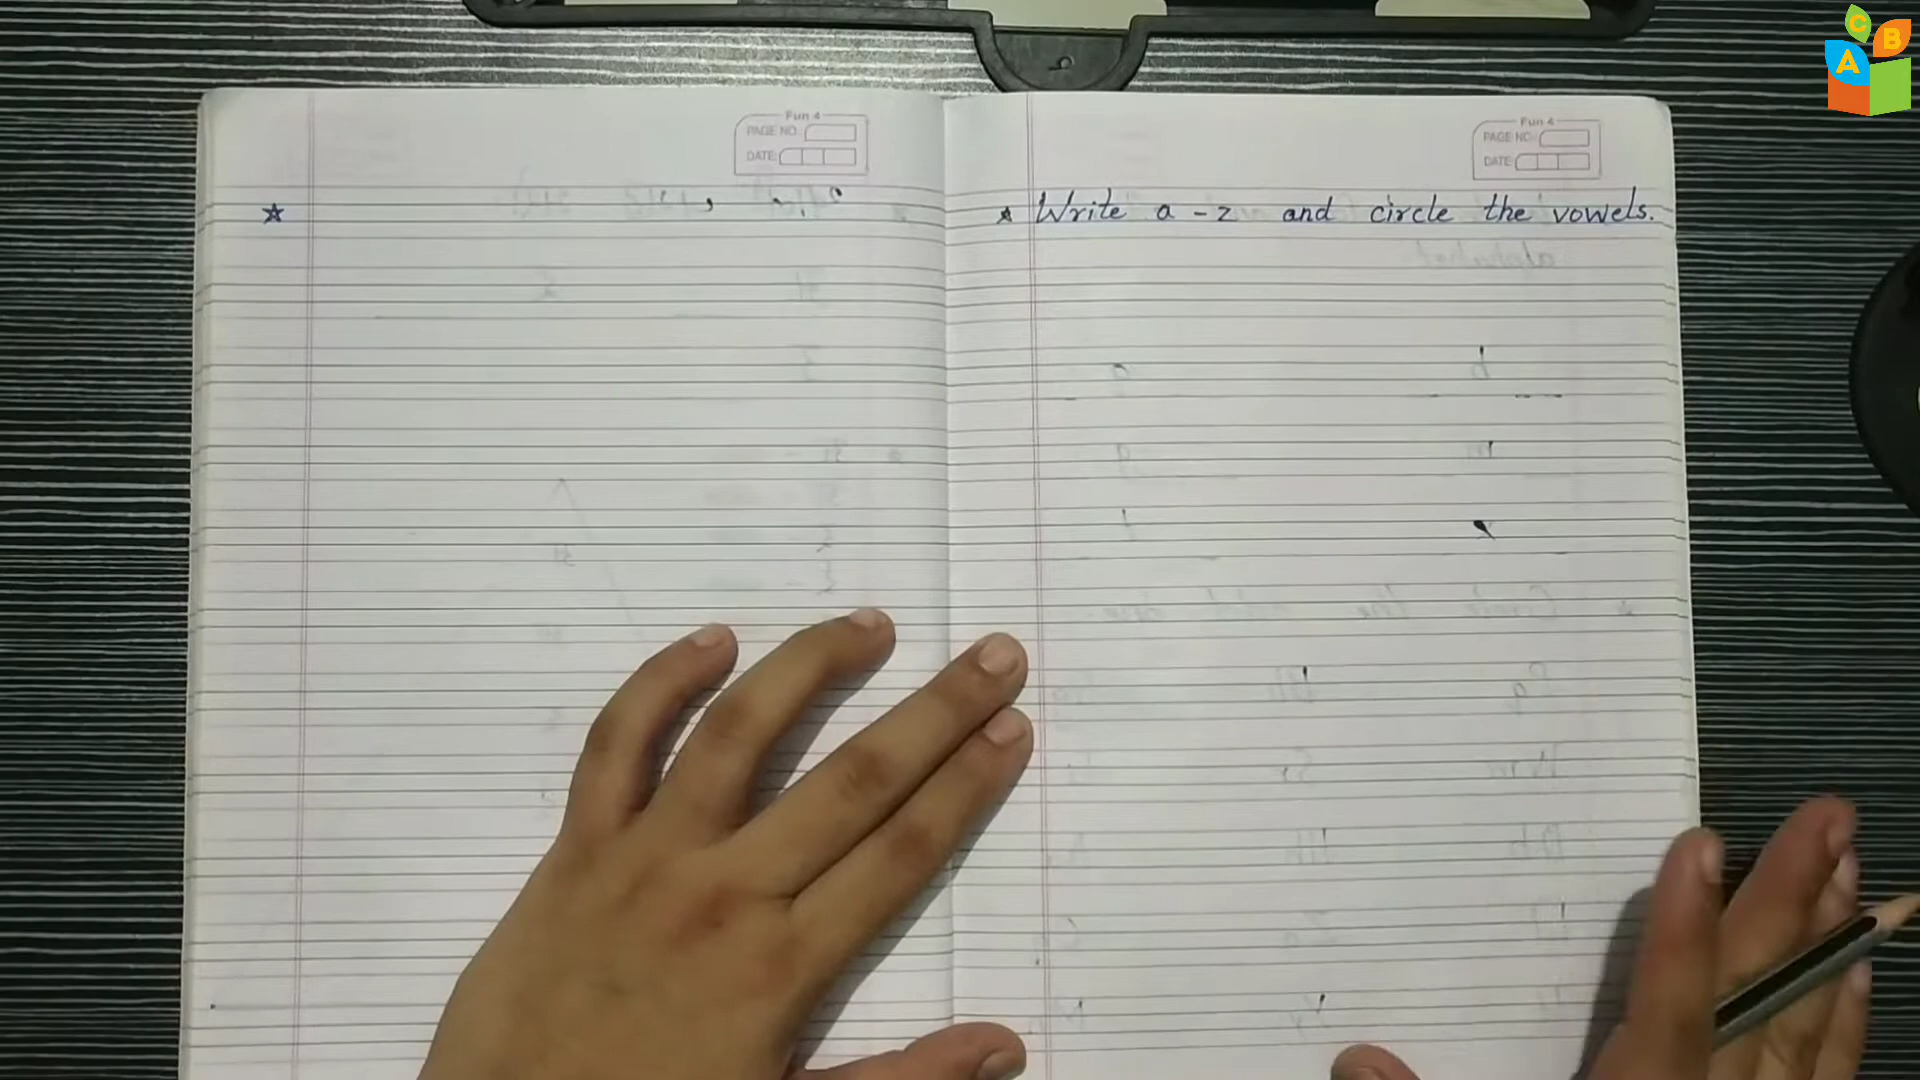 Fun 4
PAGE NO.
DATE:
★
Fun 4
PAGE NO.
DATE:
★ Write a - z and circle the vowels.
A C B